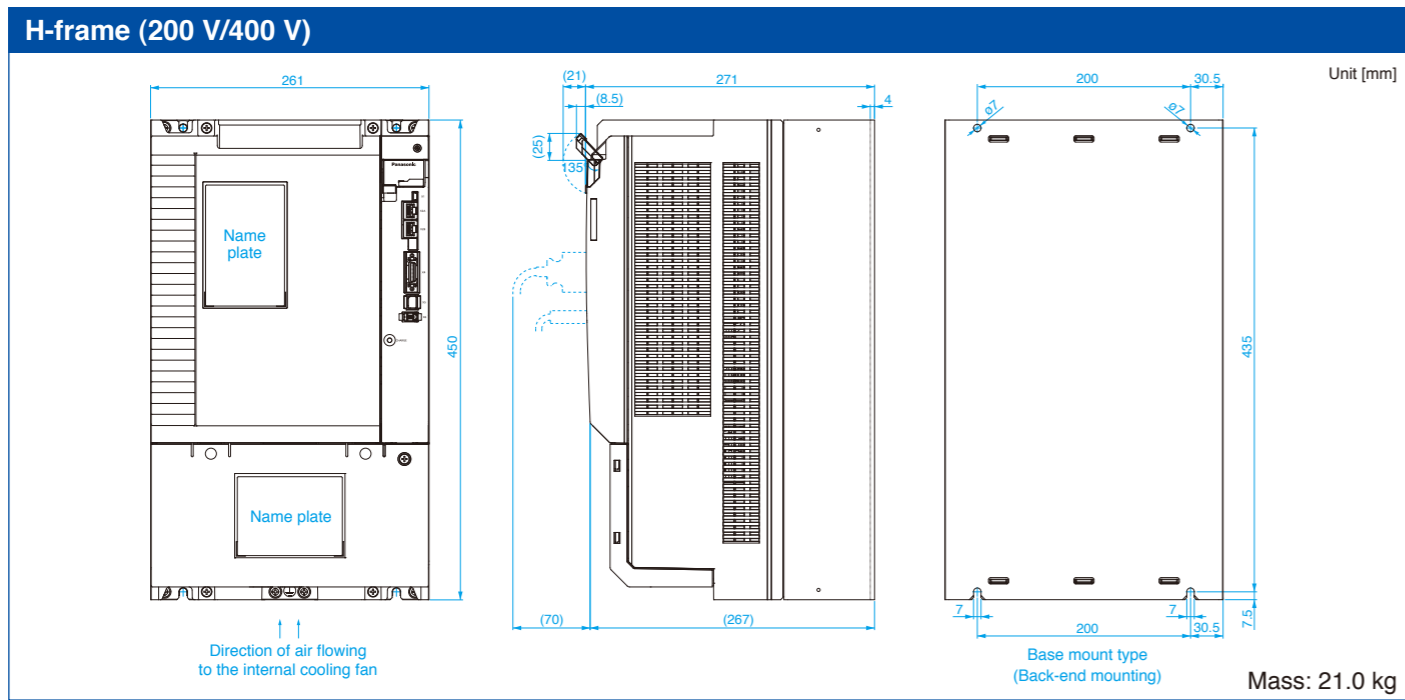 H-frame (200 V/400 V)
Unit [mm]
261
450
Panasonic
Name
plate
Name plate
Direction of air flowing
to the internal cooling fan
(21)
271
(8.5)
4
(25)
135°
(70)
(267)
200
30.5
ø7
ø7
435
7
7
7.5
200
30.5
Base mount type
(Back-end mounting)
Mass: 21.0 kg